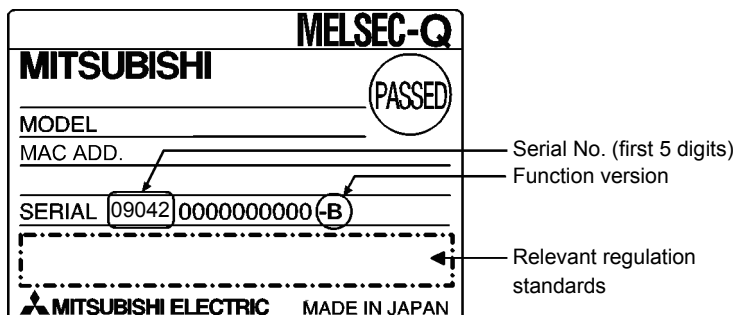 MELSEC-Q
MITSUBISHI
PASSED
MODEL
MAC ADD.
Serial No. (first 5 digits)
Function version
SERIAL 09042 0000000000 -B
Relevant regulation
standards
MITSUBISHI ELECTRIC MADE IN JAPAN